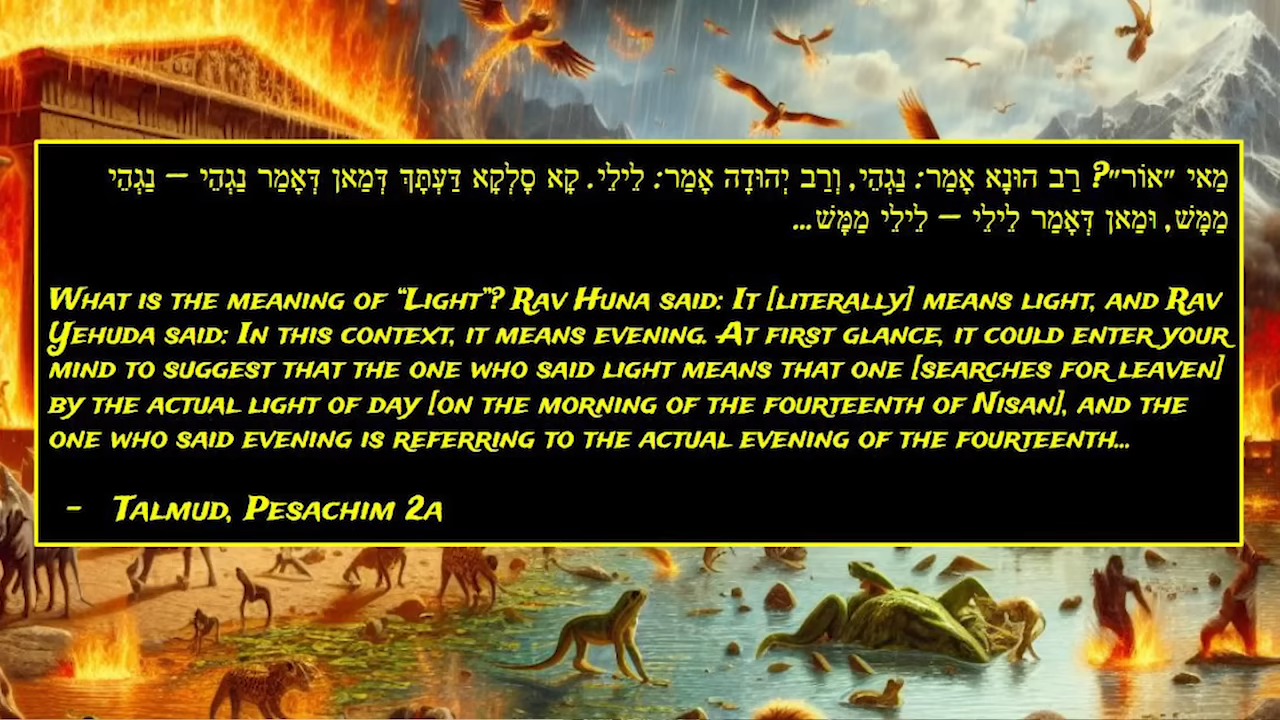 מַאי ״אוֹר״? רַב הוּנָא אָמַר: נַגְהֵי, וְרַב יְהוּדָה אָמַר: לֵילֵי. קָא סָלְקָא דַּעְתָּךְ דְּמַאן דְּאָמַר נַגְהֵי – נַגְהֵי
מַמָּשׁ, וּמַאן דְּאָמַר לֵילֵי – לֵילֵי מַמָּשׁ...
What is the meaning of “Light”? Rav Huna said: It [literally] means light, and Rav
Yehuda said: In this context, it means evening. At first glance, it could enter your
mind to suggest that the one who said light means that one [searches for leaven]
by the actual light of day [on the morning of the fourteenth of Nisan], and the
one who said evening is referring to the actual evening of the fourteenth...
- Talmud, Pesachim 2a